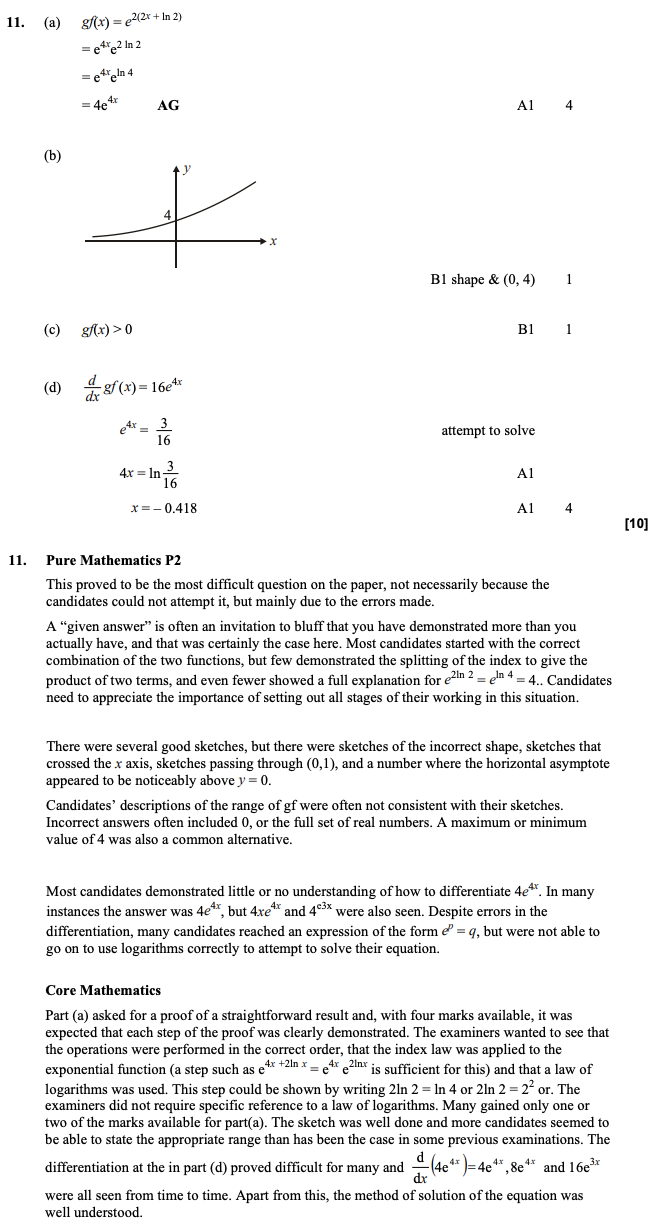 11. (a) gf(x) = e^{2(2x + ln 2)}
= e^{4x}e^{2 ln 2}
= e^{4x}e^{ln 4}
= 4e^{4x} AG A1 4
(b)
y
4
x
B1 shape & (0, 4) 1
(c) gf(x) > 0 B1 1
(d) \frac{d}{dx} gf (x) = 16e^{4x}
e^{4x} = \frac{3}{16} attempt to solve
4x = ln \frac{3}{16} A1
x = – 0.418 A1 4
[10]
11. Pure Mathematics P2
This proved to be the most difficult question on the paper, not necessarily because the
candidates could not attempt it, but mainly due to the errors made.
A “given answer” is often an invitation to bluff that you have demonstrated more than you
actually have, and that was certainly the case here. Most candidates started with the correct
combination of the two functions, but few demonstrated the splitting of the index to give the
product of two terms, and even fewer showed a full explanation for e^{2ln 2} = e^{ln 4} = 4.. Candidates
need to appreciate the importance of setting out all stages of their working in this situation.
There were several good sketches, but there were sketches of the incorrect shape, sketches that
crossed the x axis, sketches passing through (0,1), and a number where the horizontal asymptote
appeared to be noticeably above y = 0.
Candidates’ descriptions of the range of gf were often not consistent with their sketches.
Incorrect answers often included 0, or the full set of real numbers. A maximum or minimum
value of 4 was also a common alternative.
Most candidates demonstrated little or no understanding of how to differentiate 4e^{4x}. In many
instances the answer was 4e^{4x}, but 4xe^{4x} and 4^{e3x} were also seen. Despite errors in the
differentiation, many candidates reached an expression of the form e^{p} = q, but were not able to
go on to use logarithms correctly to attempt to solve their equation.
Core Mathematics
Part (a) asked for a proof of a straightforward result and, with four marks available, it was
expected that each step of the proof was clearly demonstrated. The examiners wanted to see that
the operations were performed in the correct order, that the index law was applied to the
exponential function (a step such as e^{4x +2ln x} = e^{4x} e^{2lnx} is sufficient for this) and that a law of
logarithms was used. This step could be shown by writing 2ln 2 = ln 4 or 2ln 2 = 2^{2} or. The
examiners did not require specific reference to a law of logarithms. Many gained only one or
two of the marks available for part(a). The sketch was well done and more candidates seemed to
be able to state the appropriate range than has been the case in some previous examinations. The
differentiation at the in part (d) proved difficult for many and \frac{d}{dx}(4e^{4x})=4e^{4x},8e^{4x} and 16e^{3x}
were all seen from time to time. Apart from this, the method of solution of the equation was
well understood.